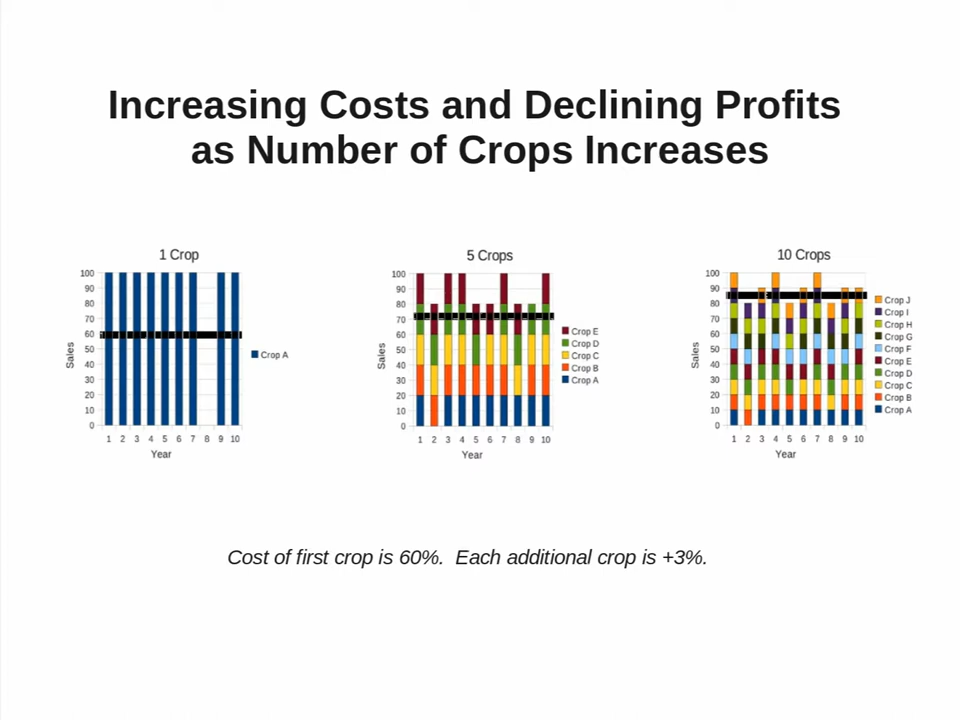 Increasing Costs and Declining Profits
as Number of Crops Increases
1 Crop
100
90
80
70
60
50
40
30
20
10
0
Sales
1 2 3 4 5 6 7 8 9 10
Year
Crop A
5 Crops
100
90
80
70
60
50
40
30
20
10
0
Sales
1 2 3 4 5 6 7 8 9 10
Year
Crop E
Crop D
Crop C
Crop B
Crop A
10 Crops
100
90
80
70
60
50
40
30
20
10
0
Sales
1 2 3 4 5 6 7 8 9 10
Year
Crop J
Crop I
Crop H
Crop G
Crop F
Crop E
Crop D
Crop C
Crop B
Crop A
Cost of first crop is 60%. Each additional crop is +3%.